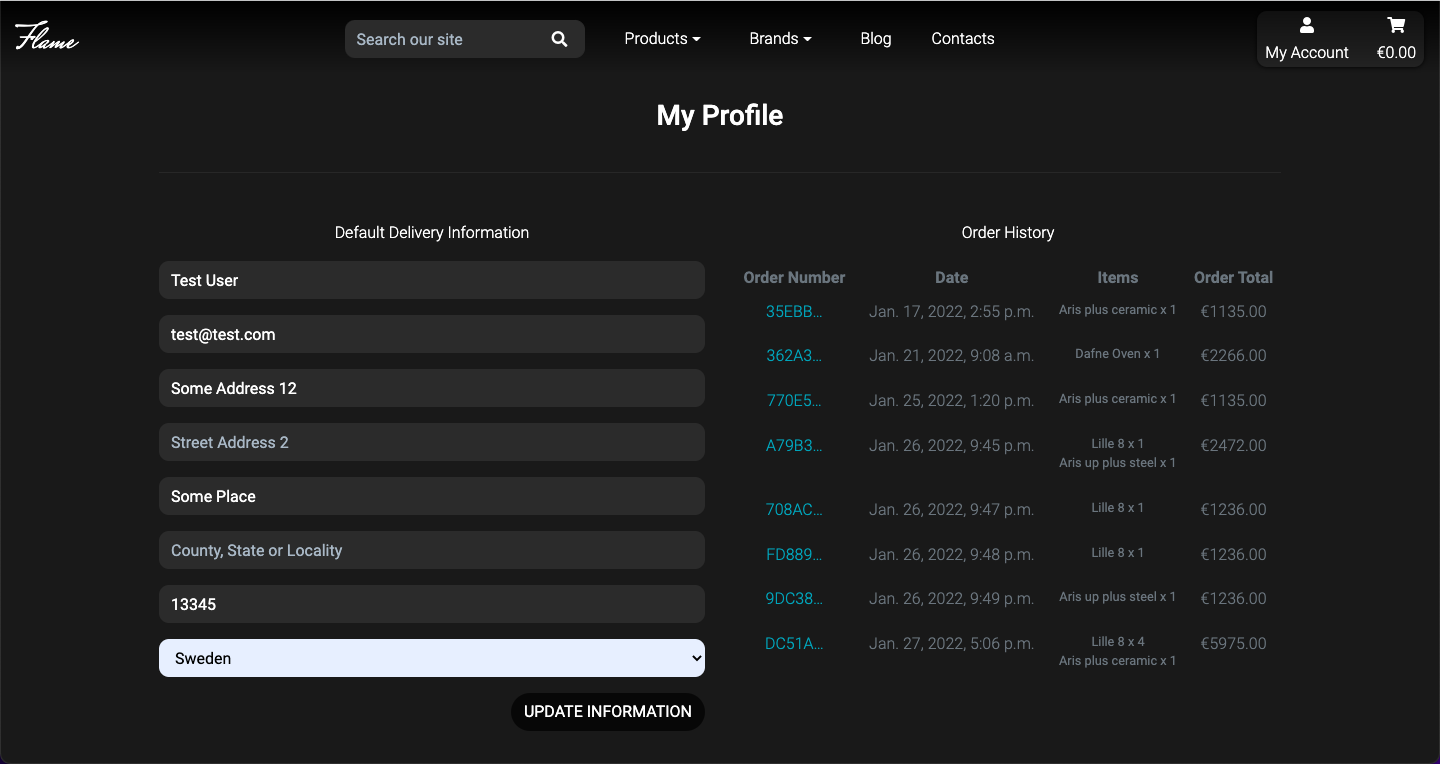 Flame
Search our site
Products
Brands
Blog
Contacts
My Account
€0.00
My Profile
Default Delivery Information
Test User
test@test.com
Some Address 12
Street Address 2
Some Place
County, State or Locality
13345
Sweden
UPDATE INFORMATION
Order History
Order Number Date Items Order Total
35EBB... Jan. 17, 2022, 2:55 p.m. Aris plus ceramic x 1 €1135.00
362A3... Jan. 21, 2022, 9:08 a.m. Dafne Oven x 1 €2266.00
770E5... Jan. 25, 2022, 1:20 p.m. Aris plus ceramic x 1 €1135.00
A79B3... Jan. 26, 2022, 9:45 p.m. Lille 8 x 1 €2472.00
Aris up plus steel x 1
708AC... Jan. 26, 2022, 9:47 p.m. Lille 8 x 1 €1236.00
FD889... Jan. 26, 2022, 9:48 p.m. Lille 8 x 1 €1236.00
9DC38... Jan. 26, 2022, 9:49 p.m. Aris up plus steel x 1 €1236.00
DC51A... Jan. 27, 2022, 5:06 p.m. Lille 8 x 4 €5975.00
Aris plus ceramic x 1